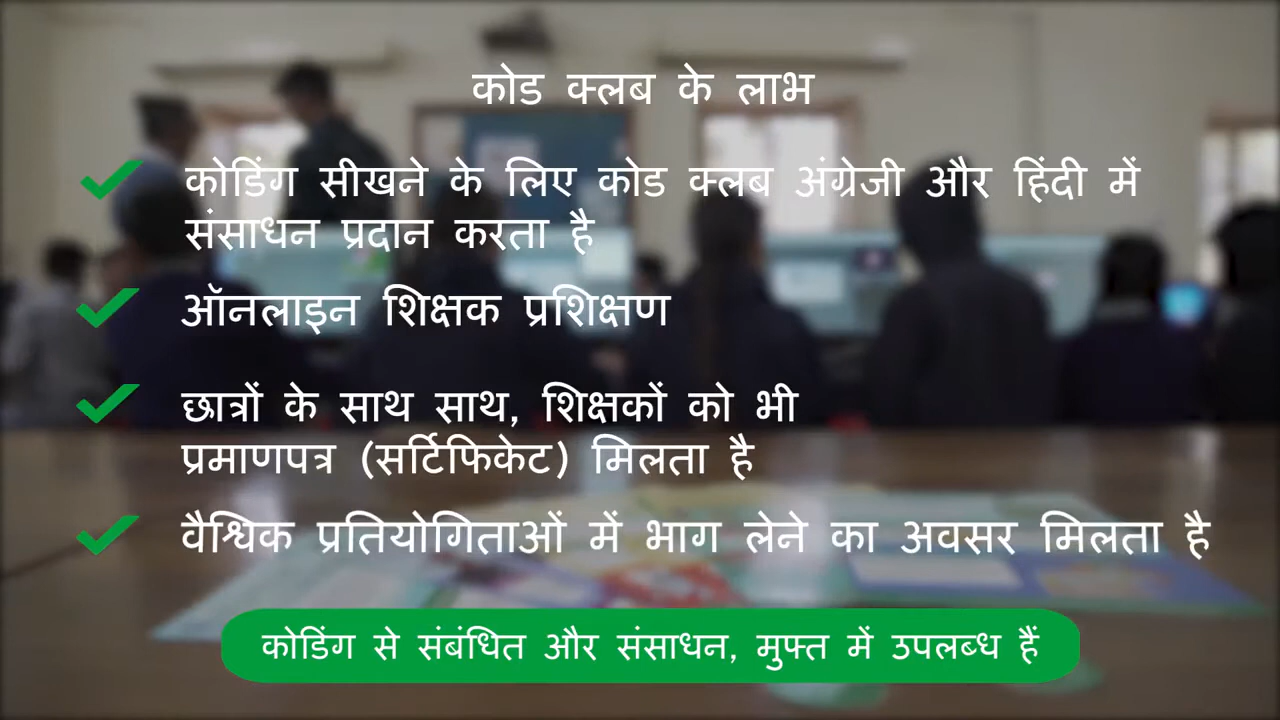 कोड क्लब के लाभ
कोडिंग सीखने के लिए कोड क्लब अंग्रेजी और हिंदी में
संसाधन प्रदान करता है
ऑनलाइन शिक्षक प्रशिक्षण
छात्रों के साथ साथ, शिक्षकों को भी
प्रमाणपत्र (सर्टिफिकेट) मिलता है
वैश्विक प्रतियोगिताओं में भाग लेने का अवसर मिलता है
कोडिंग से संबंधित और संसाधन, मुफ्त में उपलब्ध हैं